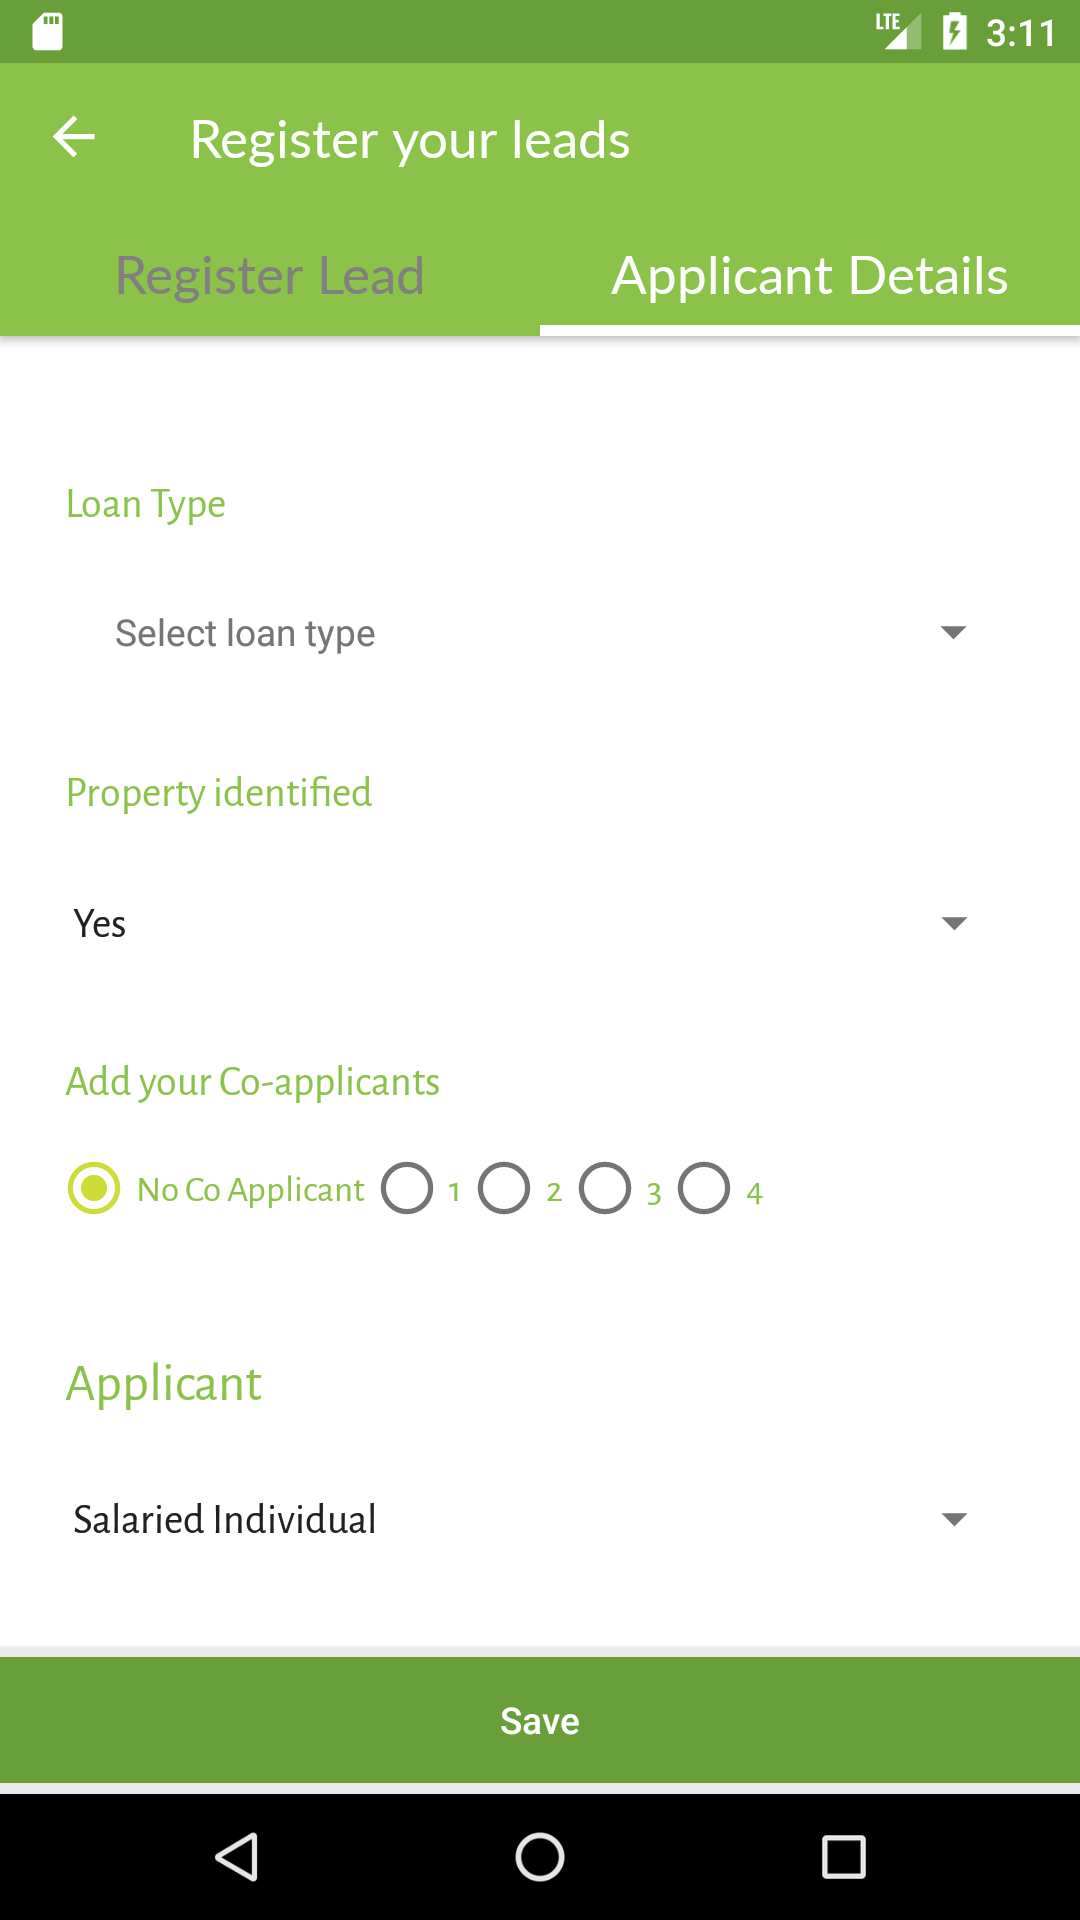 LTE 3:11
Register your leads
Register Lead Applicant Details
Loan Type
Select loan type
Property identified
Yes
Add your Co-applicants
No Co Applicant 1 2 3 4
Applicant
Salaried Individual
Save